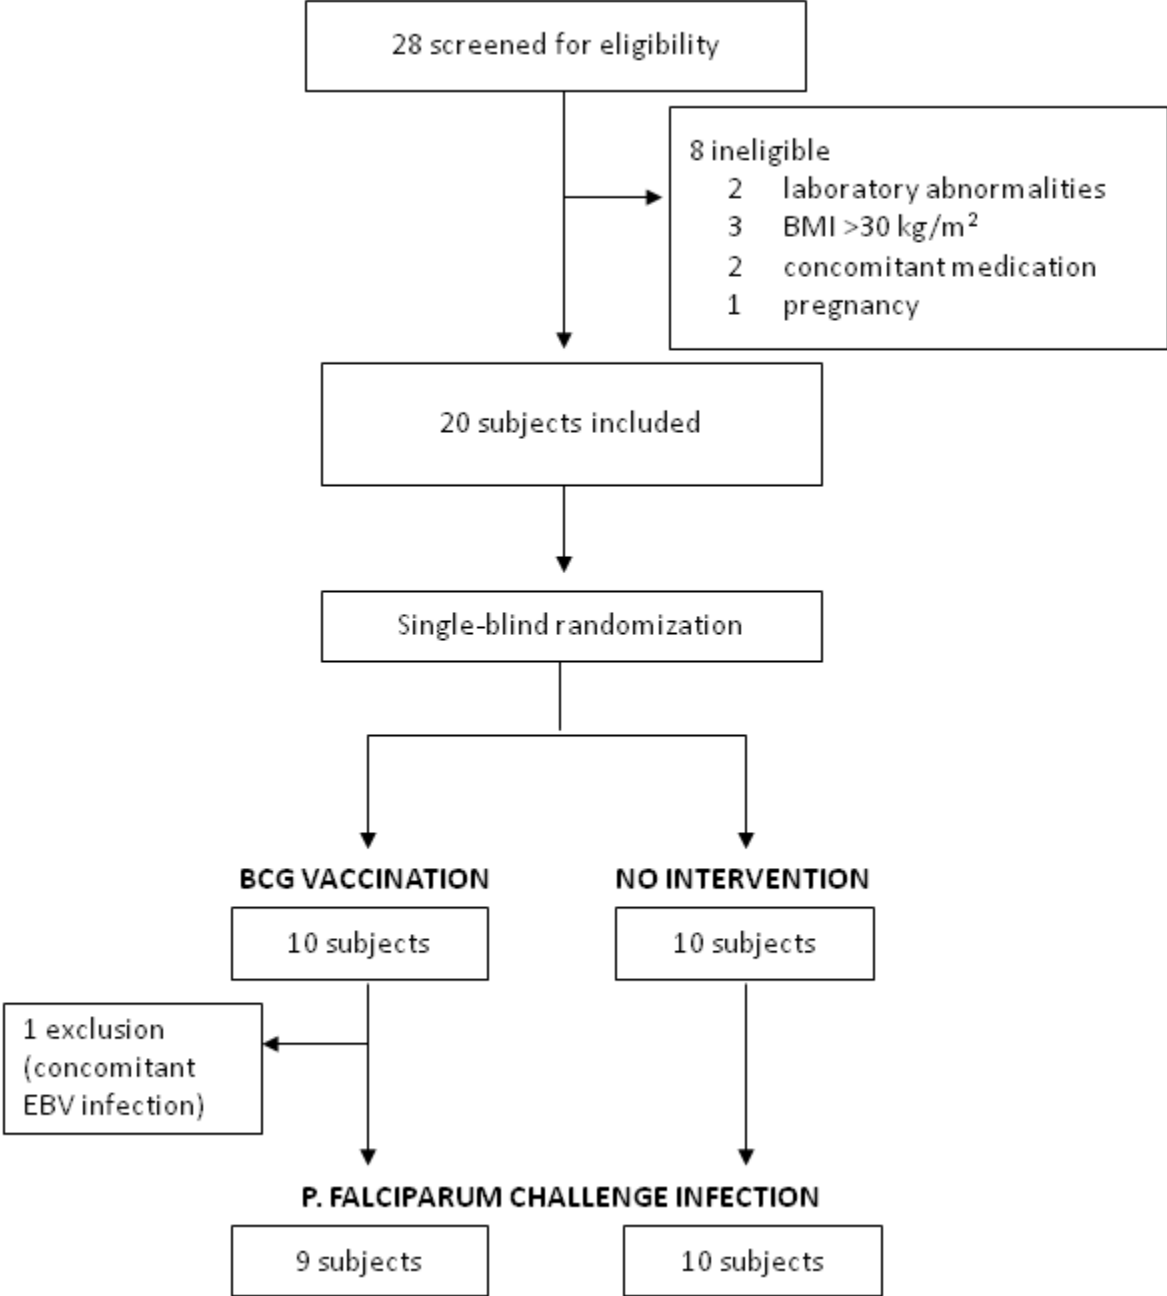 28 screened for eligibility
8 ineligible
2 laboratory abnormalities
3 BMI >30 kg/m²
2 concomitant medication
1 pregnancy
20 subjects included
Single-blind randomization
BCG VACCINATION
NO INTERVENTION
10 subjects
10 subjects
1 exclusion
(concomitant
EBV infection)
P. FALCIPARUM CHALLENGE INFECTION
9 subjects
10 subjects